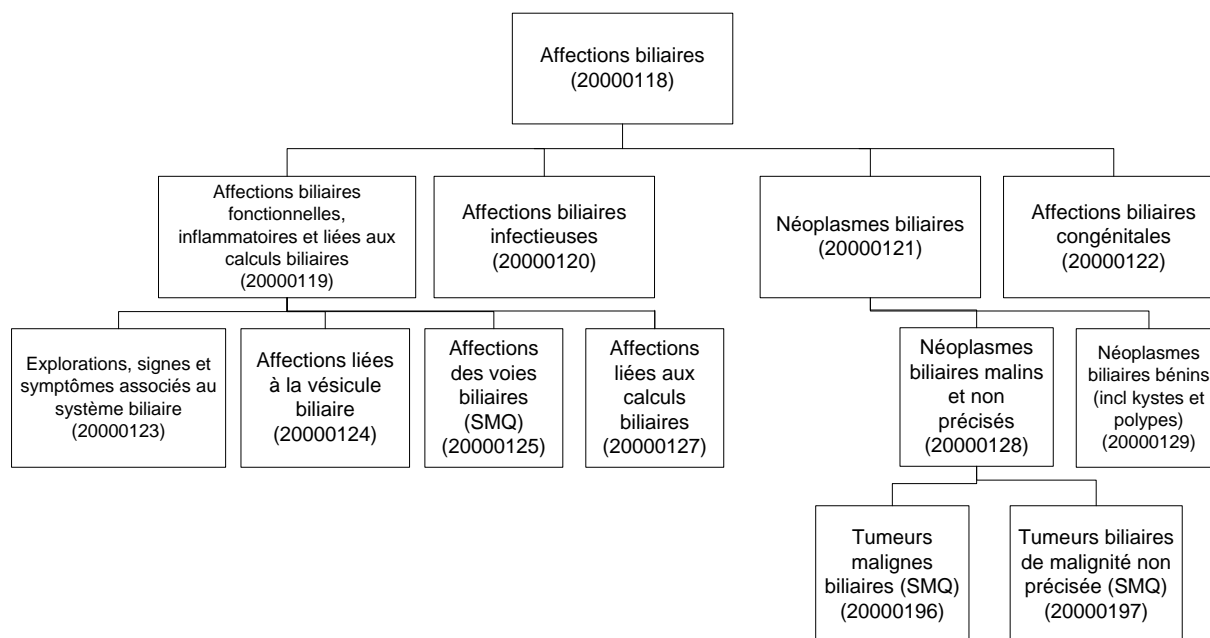 Affections biliaires
(20000118)
Affections biliaires
fonctionnelles,
inflammatoires et liées aux
calculs biliaires
(20000119)
Affections biliaires
infectieuses
(20000120)
Néoplasmes biliaires
(20000121)
Affections biliaires
congénitales
(20000122)
Explorations, signes et
symptômes associés au
système biliaire
(20000123)
Affections liées
à la vésicule
biliaire
(20000124)
Affections
des voies
biliaires
(SMQ)
(20000125)
Affections
liées aux
calculs
biliaires
(20000127)
Néoplasmes
biliaires malins
et non
précisés
(20000128)
Néoplasmes
biliaires bénins
(incl kystes et
polypes)
(20000129)
Tumeurs
malignes
biliaires (SMQ)
(20000196)
Tumeurs biliaires
de malignité non
précisée (SMQ)
(20000197)